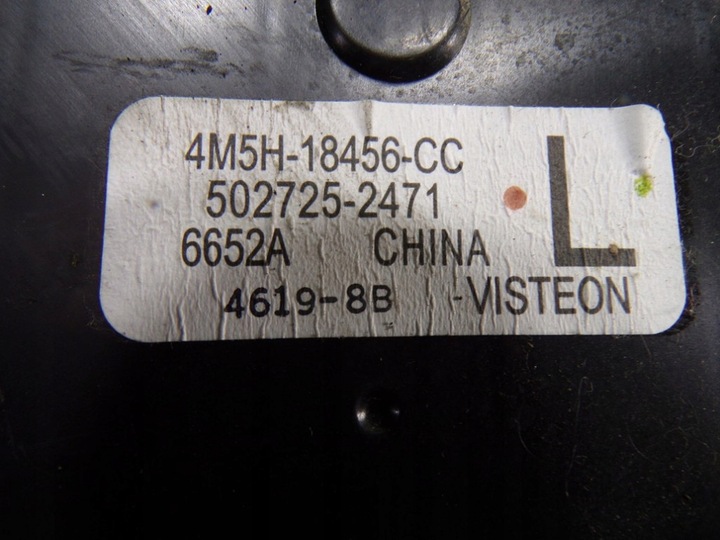 4M5H-18456-CC
502725-2471
L
6652A CHINA
4619-8B -VISTEON